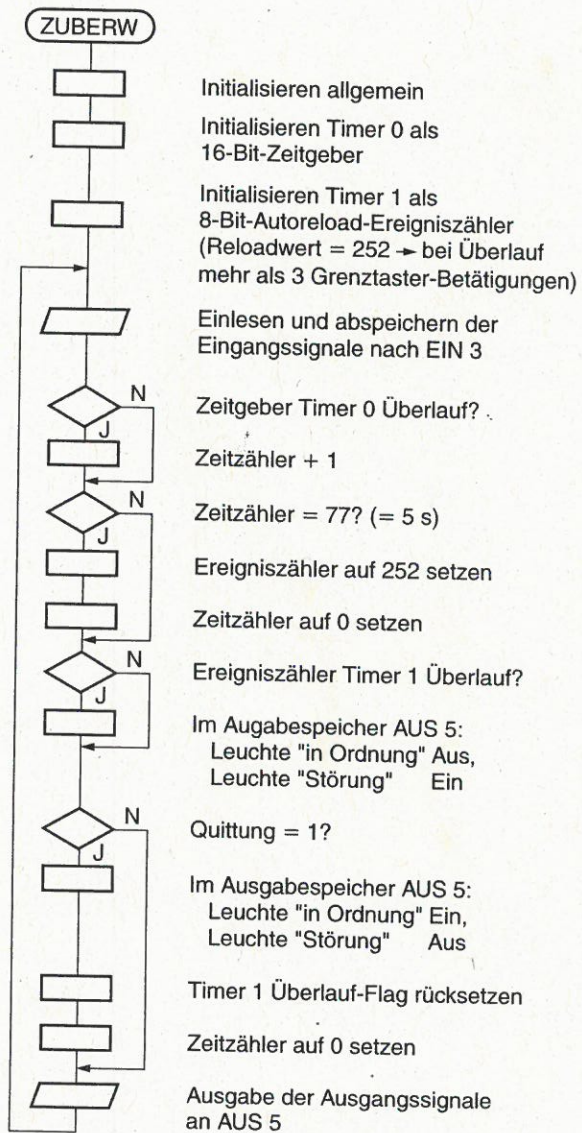 ZUBERW
Initialisieren allgemein
Initialisieren Timer 0 als
16-Bit-Zeitgeber
Initialisieren Timer 1 als
8-Bit-Autoreload-Ereigniszähler
(Reloadwert = 252 → bei Überlauf
mehr als 3 Grenztaster-Betätigungen)
Einlesen und abspeichern der
Eingangssignale nach EIN 3
N
Zeitgeber Timer 0 Überlauf?
J
Zeitzähler + 1
N
Zeitzähler = 77? (= 5 s)
J
Ereigniszähler auf 252 setzen
Zeitzähler auf 0 setzen
N
Ereigniszähler Timer 1 Überlauf?
J
Im Augabespeicher AUS 5:
Leuchte "in Ordnung" Aus,
Leuchte "Störung" Ein
N
Quittung = 1?
J
Im Ausgabespeicher AUS 5:
Leuchte "in Ordnung" Ein,
Leuchte "Störung" Aus
Timer 1 Überlauf-Flag rücksetzen
Zeitzähler auf 0 setzen
Ausgabe der Ausgangssignale
an AUS 5